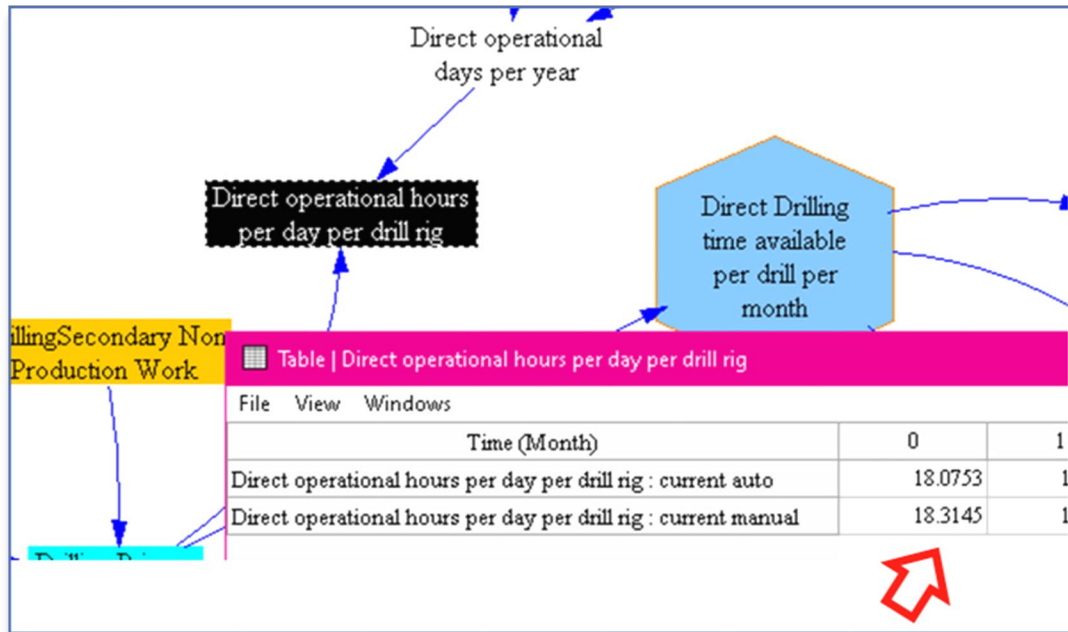 Direct operational
days per year
Direct operational hours
per day per drill rig
Direct Drilling
time available
per drill per
month
illingSecondary Non
Production Work
Table | Direct operational hours per day per drill rig
File View Windows
Time (Month) 0 1
Direct operational hours per day per drill rig : current auto 18.0753 1
Direct operational hours per day per drill rig : current manual 18.3145 1